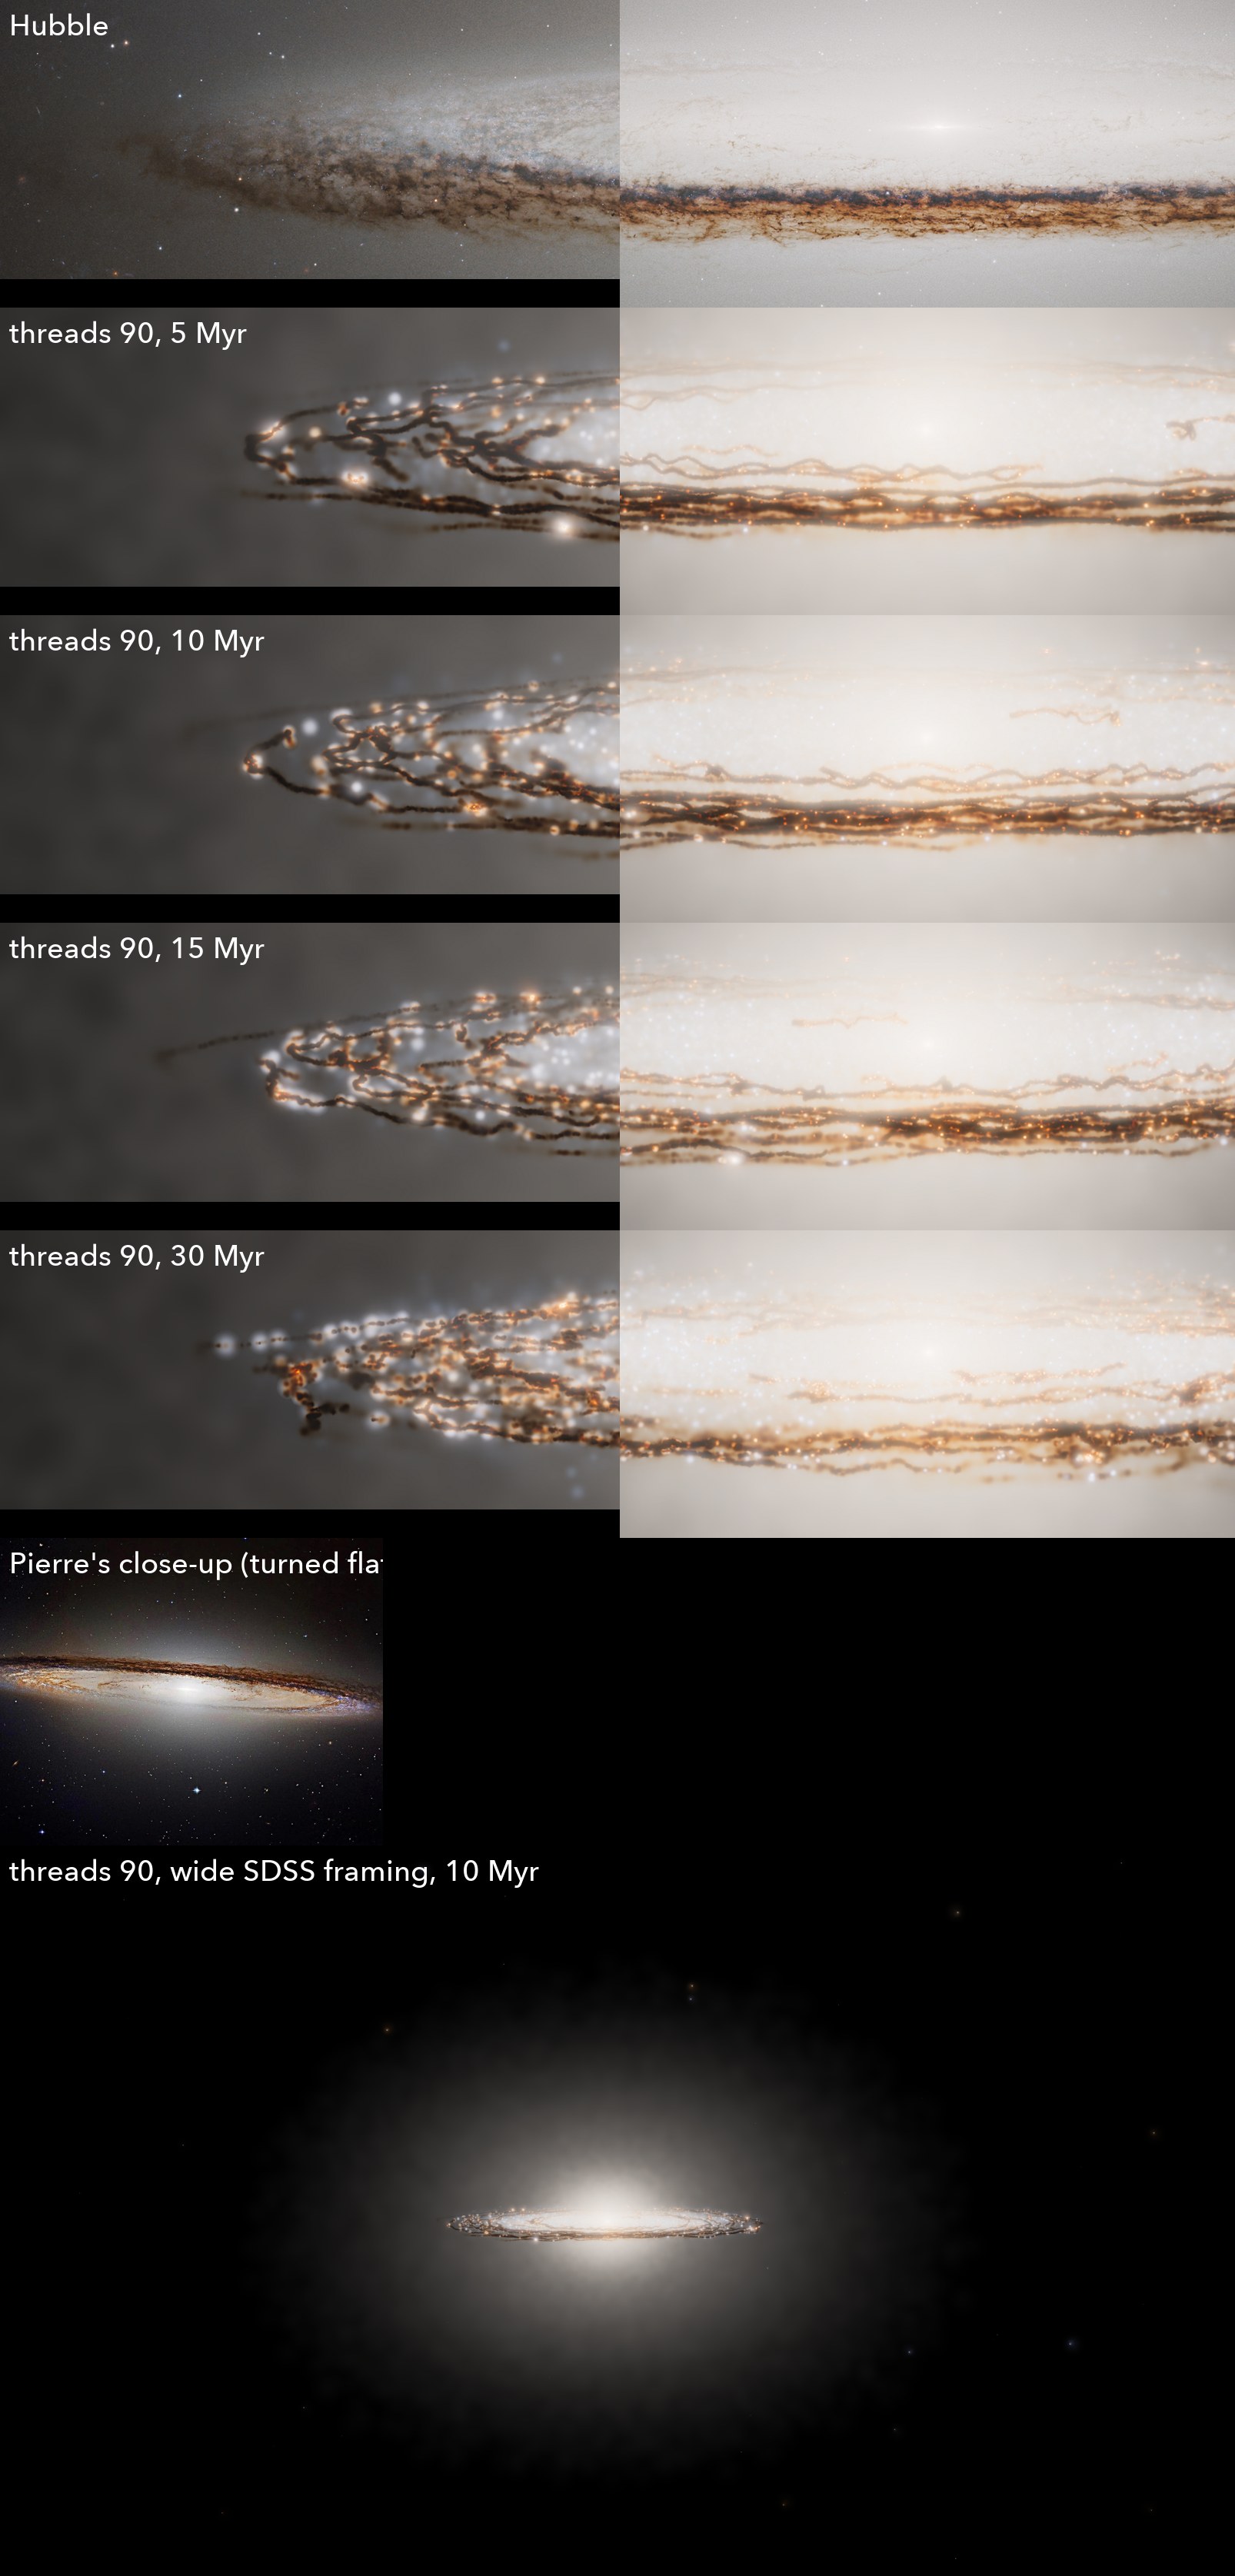 Hubble
threads 90, 5 Myr
threads 90, 10 Myr
threads 90, 15 Myr
threads 90, 30 Myr
Pierre's close-up (turned fla
threads 90, wide SDSS framing, 10 Myr